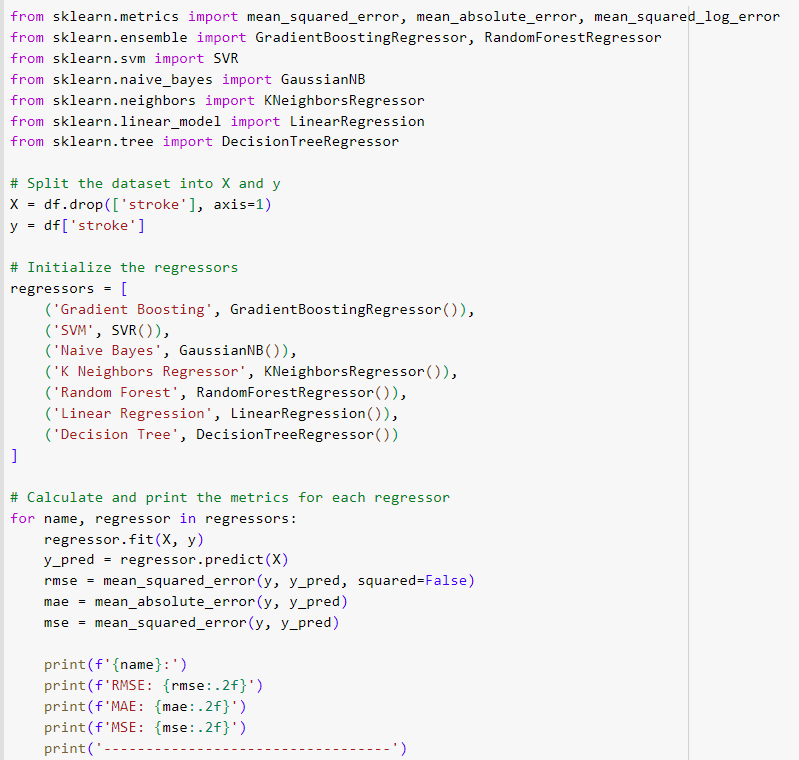 from sklearn.metrics import mean_squared_error, mean_absolute_error, mean_squared_log_error
from sklearn.ensemble import GradientBoostingRegressor, RandomForestRegressor
from sklearn.svm import SVR
from sklearn.naive_bayes import GaussianNB
from sklearn.neighbors import KNeighborsRegressor
from sklearn.linear_model import LinearRegression
from sklearn.tree import DecisionTreeRegressor

# Split the dataset into X and y
X = df.drop(['stroke'], axis=1)
y = df['stroke']

# Initialize the regressors
regressors = [
    ('Gradient Boosting', GradientBoostingRegressor()),
    ('SVM', SVR()),
    ('Naive Bayes', GaussianNB()),
    ('K Neighbors Regressor', KNeighborsRegressor()),
    ('Random Forest', RandomForestRegressor()),
    ('Linear Regression', LinearRegression()),
    ('Decision Tree', DecisionTreeRegressor())
]

# Calculate and print the metrics for each regressor
for name, regressor in regressors:
    regressor.fit(X, y)
    y_pred = regressor.predict(X)
    rmse = mean_squared_error(y, y_pred, squared=False)
    mae = mean_absolute_error(y, y_pred)
    mse = mean_squared_error(y, y_pred)

    print(f'{name}:')
    print(f'RMSE: {rmse:.2f}')
    print(f'MAE: {mae:.2f}')
    print(f'MSE: {mse:.2f}')
    print('----------------------------------')